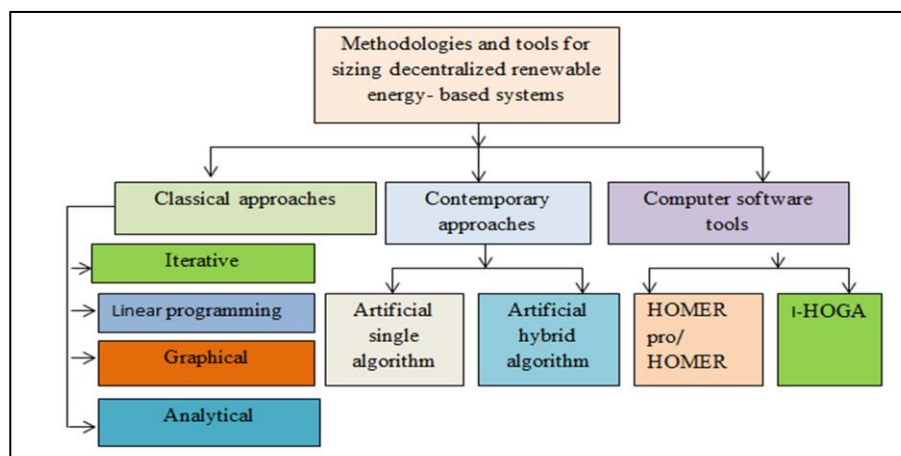 Methodologies and tools for
sizing decentralized renewable
energy- based systems
Classical approaches
Contemporary
approaches
Computer software
tools
Iterative
Linear programming
Graphical
Analytical
Artificial
single
algorithm
Artificial
hybrid
algorithm
HOMER
pro/
HOMER
I-HOGA